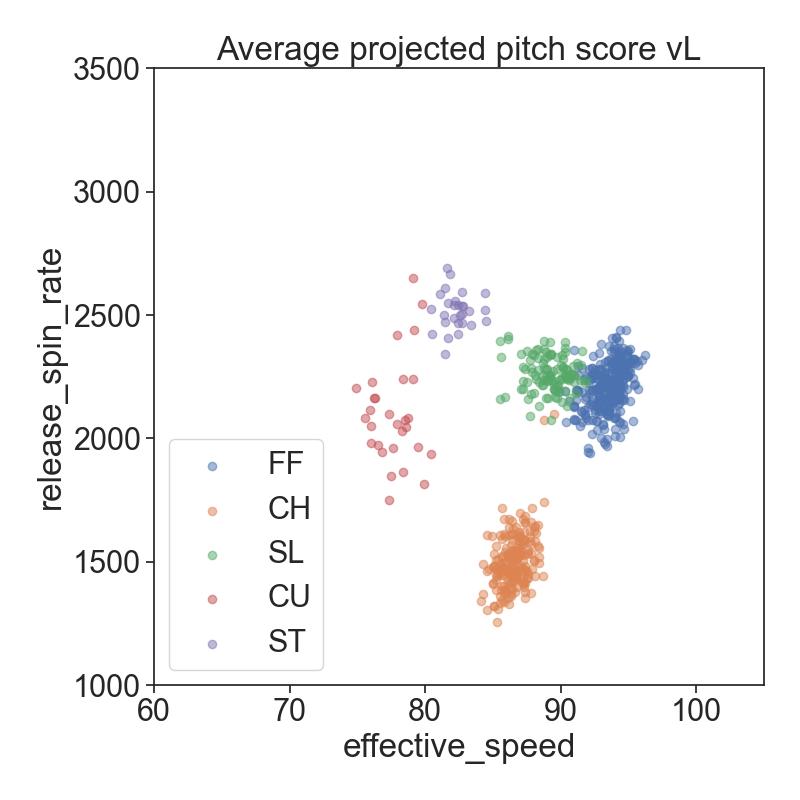 Average projected pitch score vL
3500
3000
2500
2000
1500
1000
release_spin_rate
FF
CH
SL
CU
ST
60 70 80 90 100
effective_speed